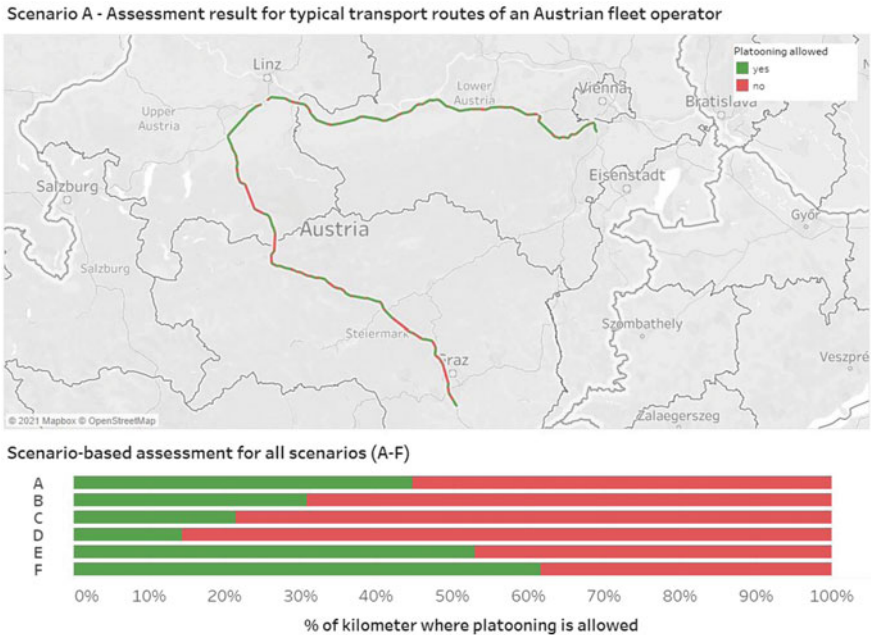 Scenario A - Assessment result for typical transport routes of an Austrian fleet operator
Platooning allowed
yes
no
Linz
Lower
Austria
Vienna
Bratislava
Upper
Austria
Salzburg
Eisenstadt
Austria
Győr
Salzburg
Steiermark
Szombathely
Graz
Veszpré
Zalaegerszeg
© 2021 Mapbox © OpenStreetMap
Scenario-based assessment for all scenarios (A-F)
A
B
C
D
E
F
0% 10% 20% 30% 40% 50% 60% 70% 80% 90% 100%
% of kilometer where platooning is allowed